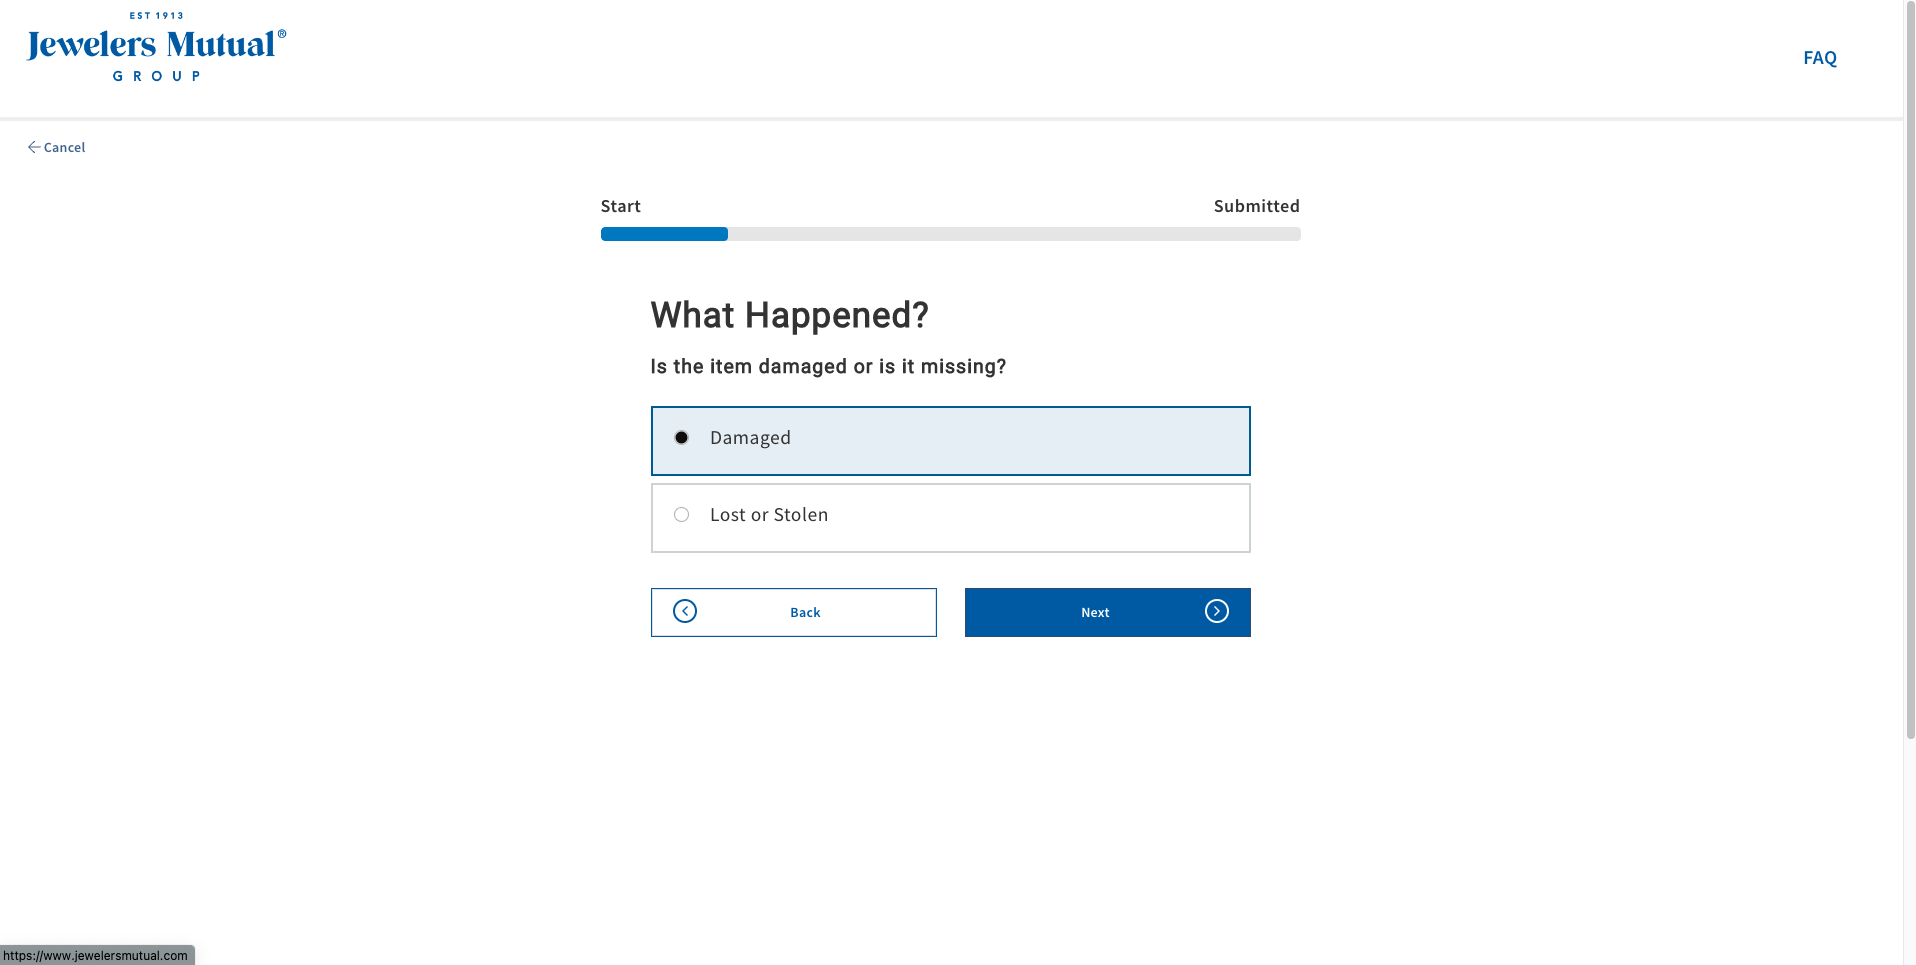 EST 1913
Jewelers Mutual®
GROUP
FAQ
Cancel
Start
Submitted
What Happened?
Is the item damaged or is it missing?
Damaged
Lost or Stolen
Back
Next
https://www.jewelersmutual.com